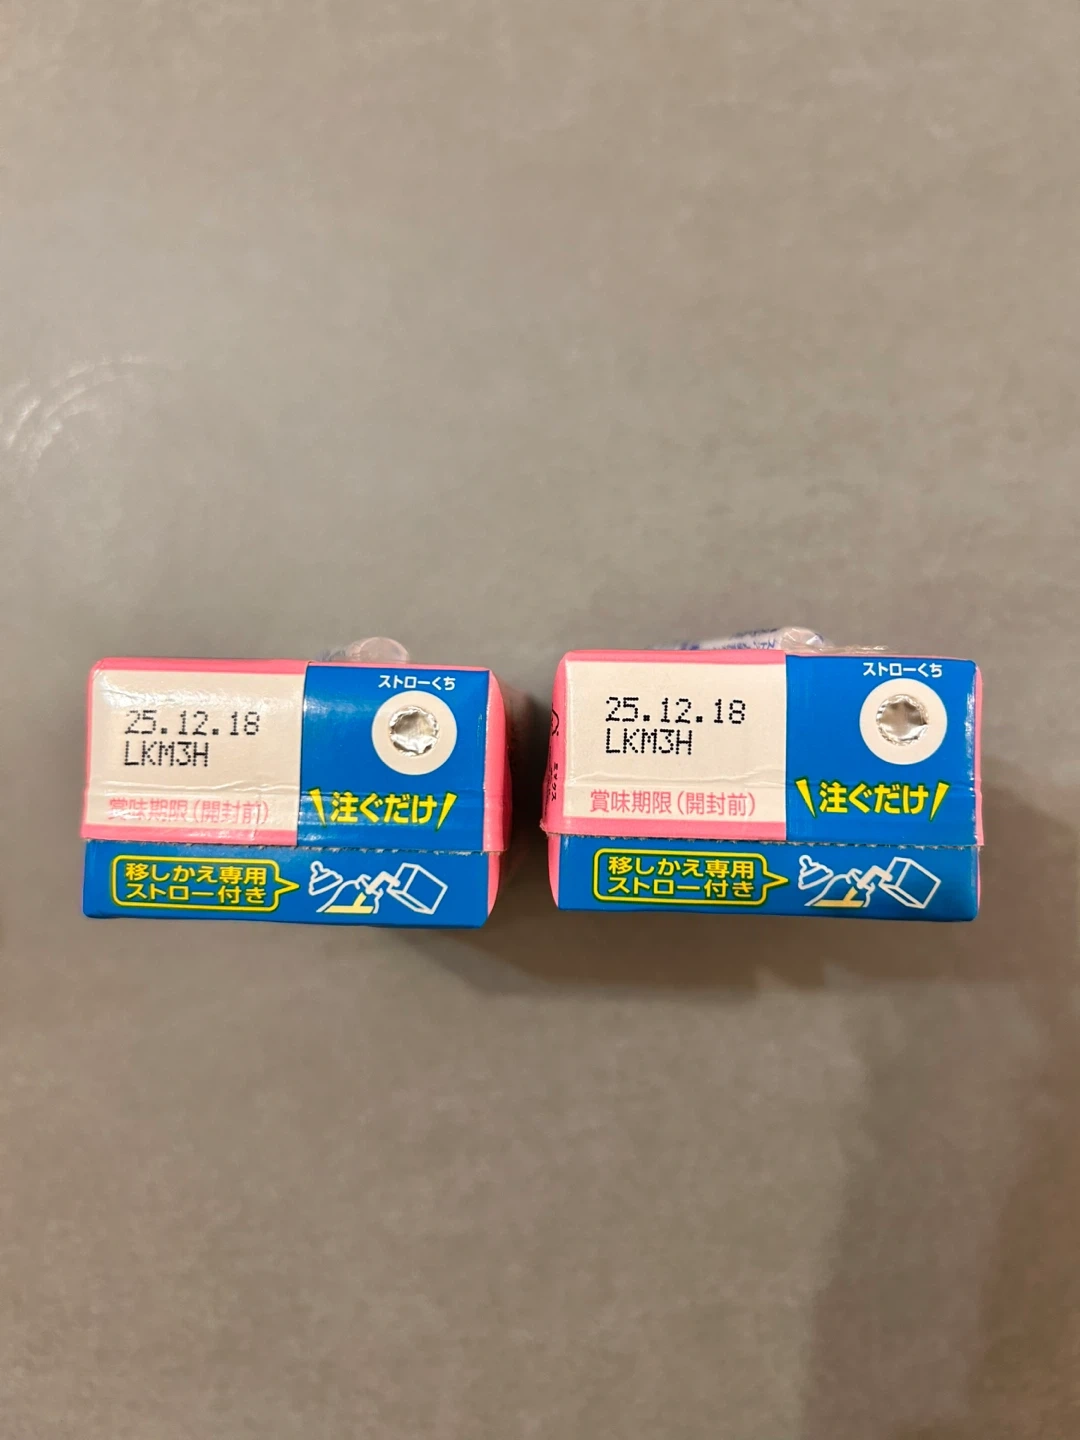 25.12.18
LKM3H
賞味期限(開封前)
ストローくち
注ぐだけ
移しかえ専用
ストロー付き
25.12.18
LKM3H
賞味期限(開封前)
ストローくち
注ぐだけ
移しかえ専用
ストロー付き